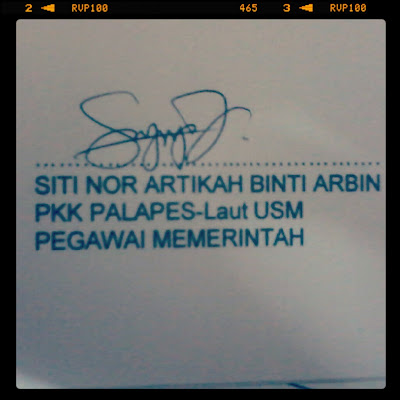 2 RVP100 465 3 RVP100
SITI NOR ARTIKAH BINTI ARBIN
PKK PALAPES-Laut USM
PEGAWAI MEMERINTAH